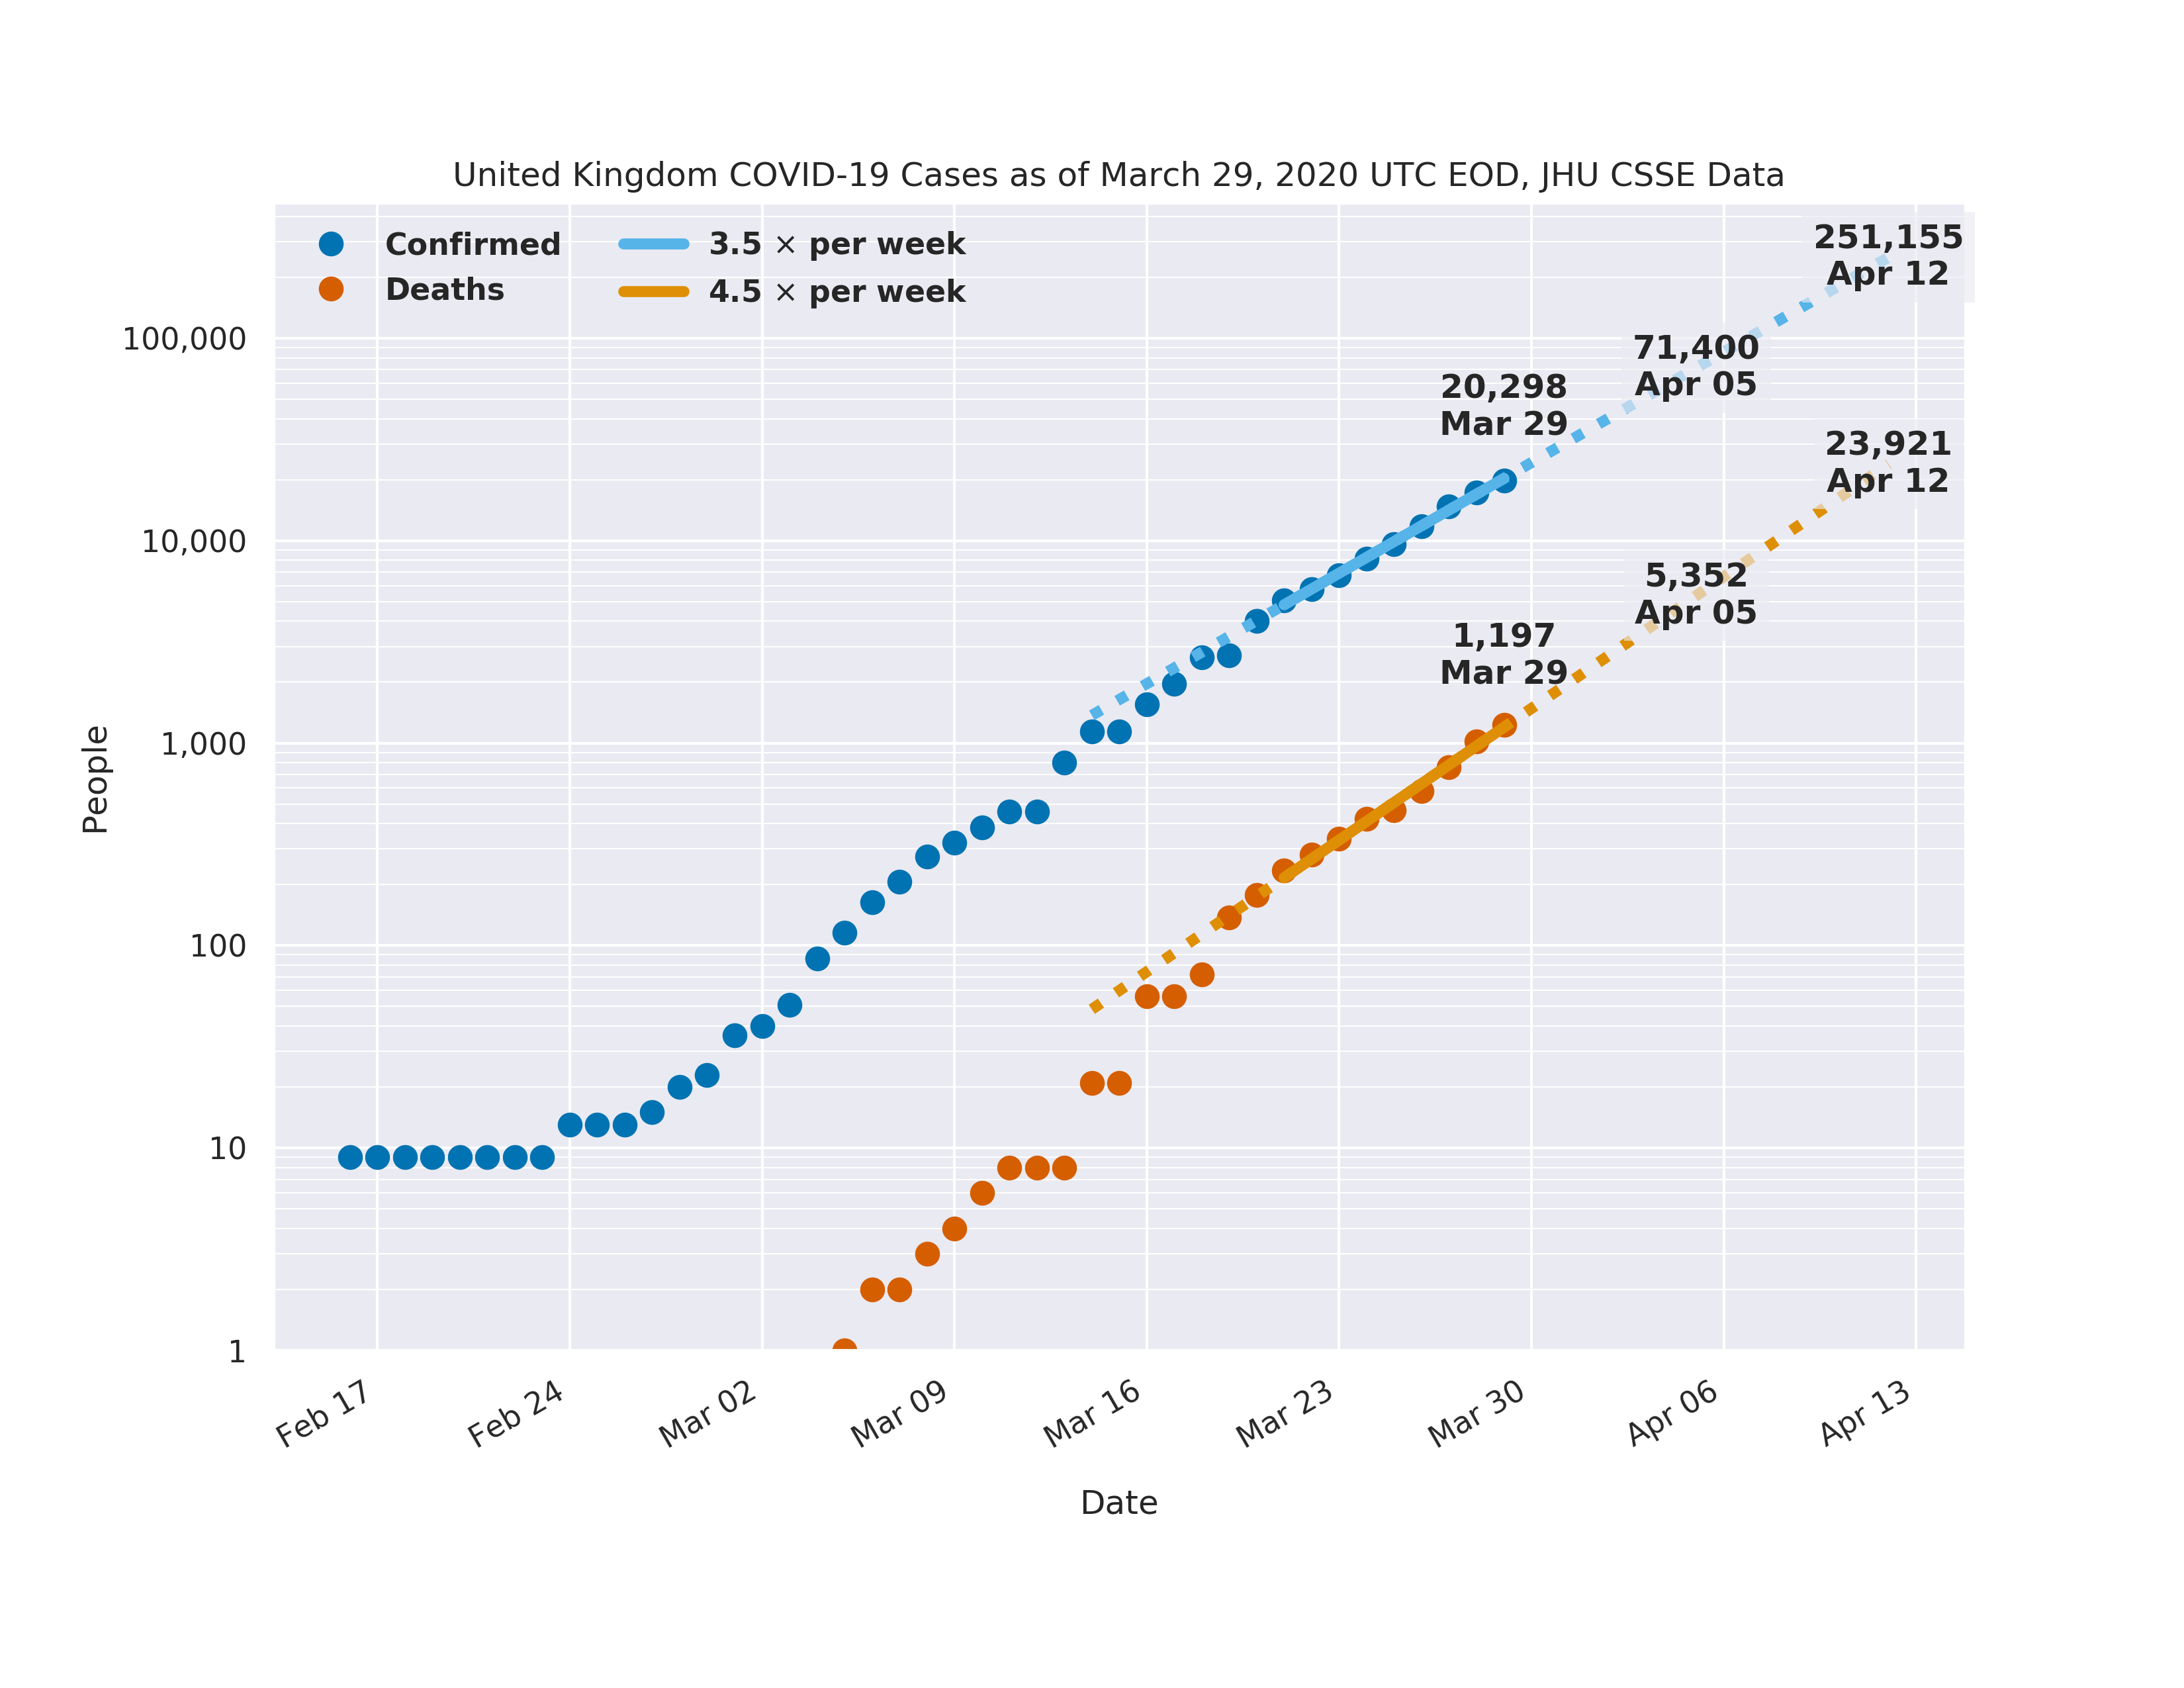 United Kingdom COVID-19 Cases as of March 29, 2020 UTC EOD, JHU CSSE Data
Confirmed
Deaths
3.5 × per week
4.5 × per week
251,155
Apr 12
71,400
Apr 05
20,298
Mar 29
23,921
Apr 12
5,352
Apr 05
1,197
Mar 29
People
100,000
10,000
1,000
100
10
1
Feb 17
Feb 24
Mar 02
Mar 09
Mar 16
Mar 23
Mar 30
Apr 06
Apr 13
Date